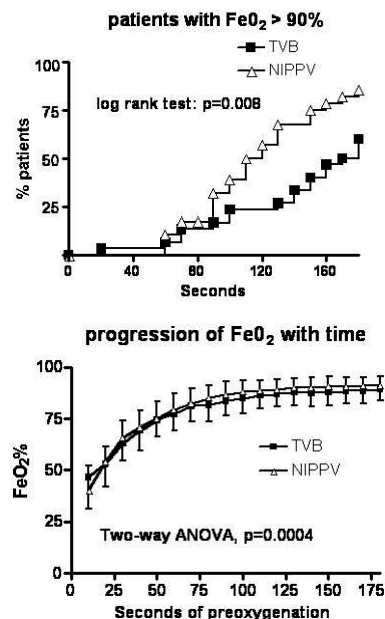 patients with Fe0₂ > 90%
TVB
NIPPV
log rank test: p=0.008
% patients
100
75
50
25
0
0 40 80 120 160
Seconds
progression of Fe0₂ with time
FeO₂%
100
75
50
25
0
TVB
NIPPV
Two-way ANOVA, p=0.0004
0 25 50 75 100 125 150 175
Seconds of preoxygenation